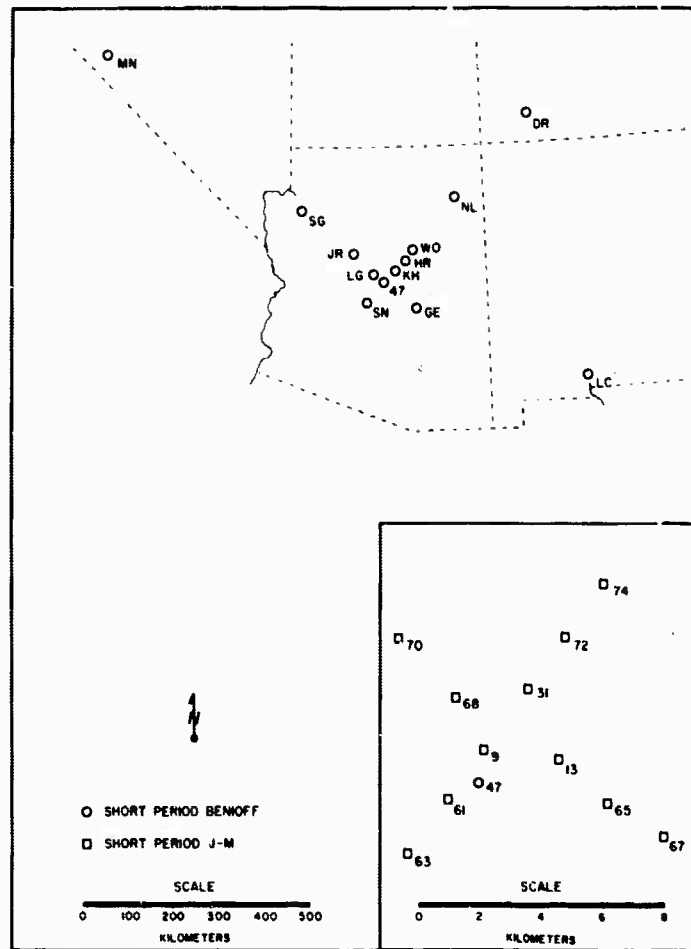 MN
DR
NL
SG
WO
JR
HR
KH
LG
47
SN
GE
LC
74
70
72
31
68
9
13
47
61
65
67
63
N
SHORT PERIOD BENIOFF
SHORT PERIOD J-M
SCALE
0 100 200 300 400 500
KILOMETERS
SCALE
0 2 4 6 8
KILOMETERS